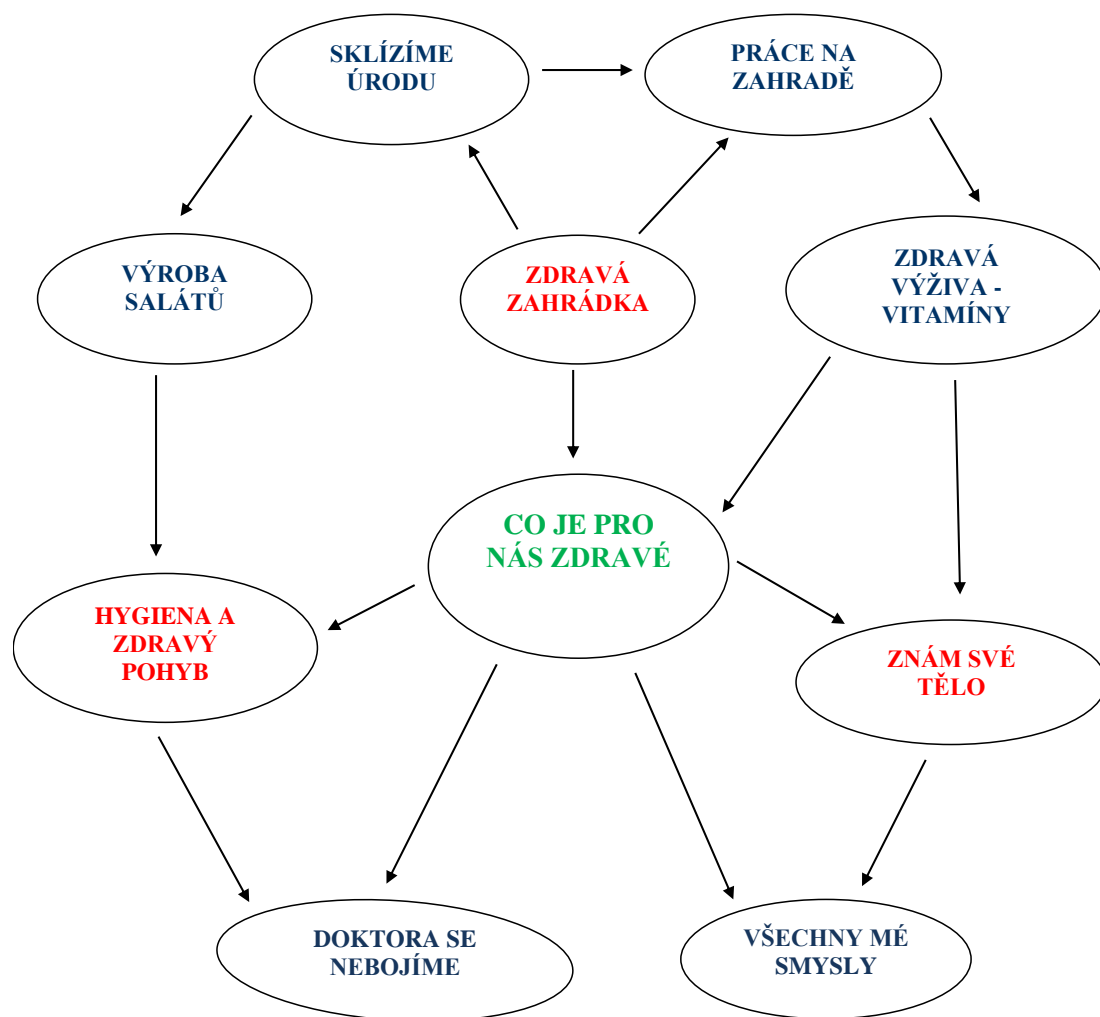 SKLÍZÍME
ÚRODU
PRÁCE NA
ZAHRADĚ
VÝROBA
SALÁTŮ
ZDRAVÁ
ZAHRÁDKA
ZDRAVÁ
VÝŽIVA -
VITAMÍNY
CO JE PRO
NÁS ZDRAVÉ
HYGIENA A
ZDRAVÝ
POHYB
ZNÁM SVÉ
TĚLO
DOKTORA SE
NEBOJÍME
VŠECHNY MÉ
SMYSLY